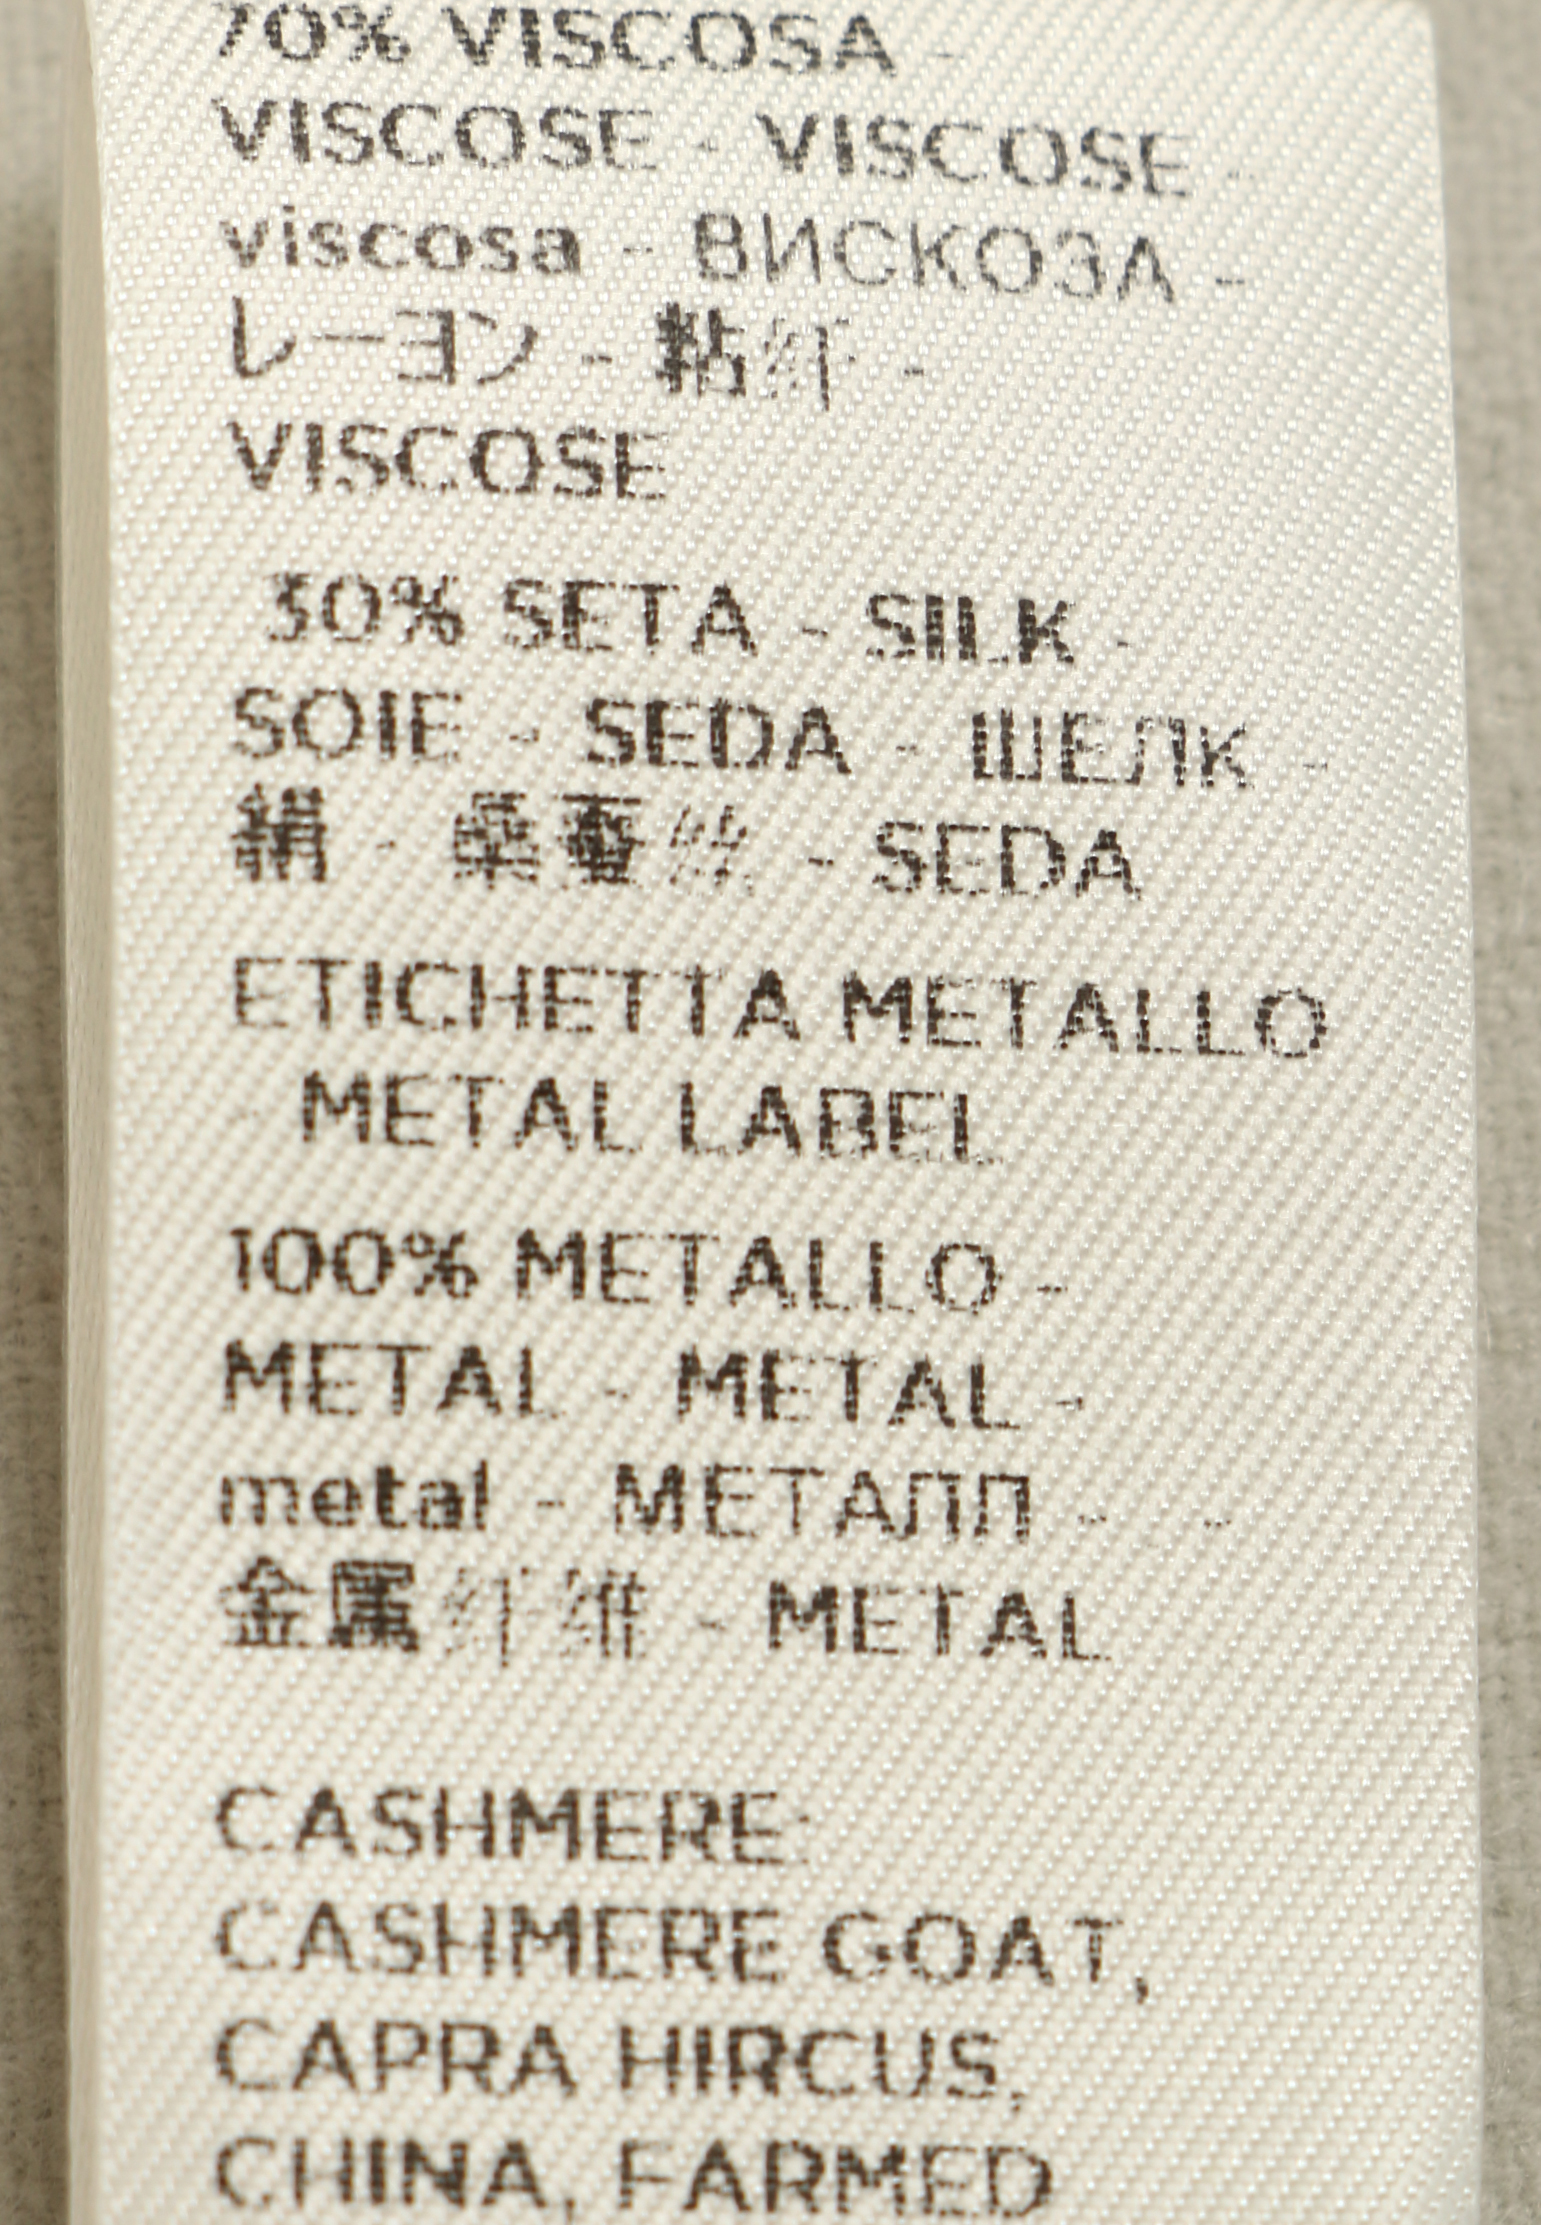 70% VISCOSA -
VISCOSE - VISCOSE -
viscosa - ВИСКОЗА -
レーヨン - 粘纤 -
VISCOSE
30% SETA - SILK -
SOIE - SEDA - ШЕЛК -
絹 - 桑蚕丝 - SEDA
ETICHETTA METALLO
- METAL LABEL
100% METALLO -
METAL - METAL -
metal - МЕТАЛЛ - -
金属纤维 - METAL
CASHMERE:
CASHMERE GOAT,
CAPRA HIRCUS,
CHINA, FARMED